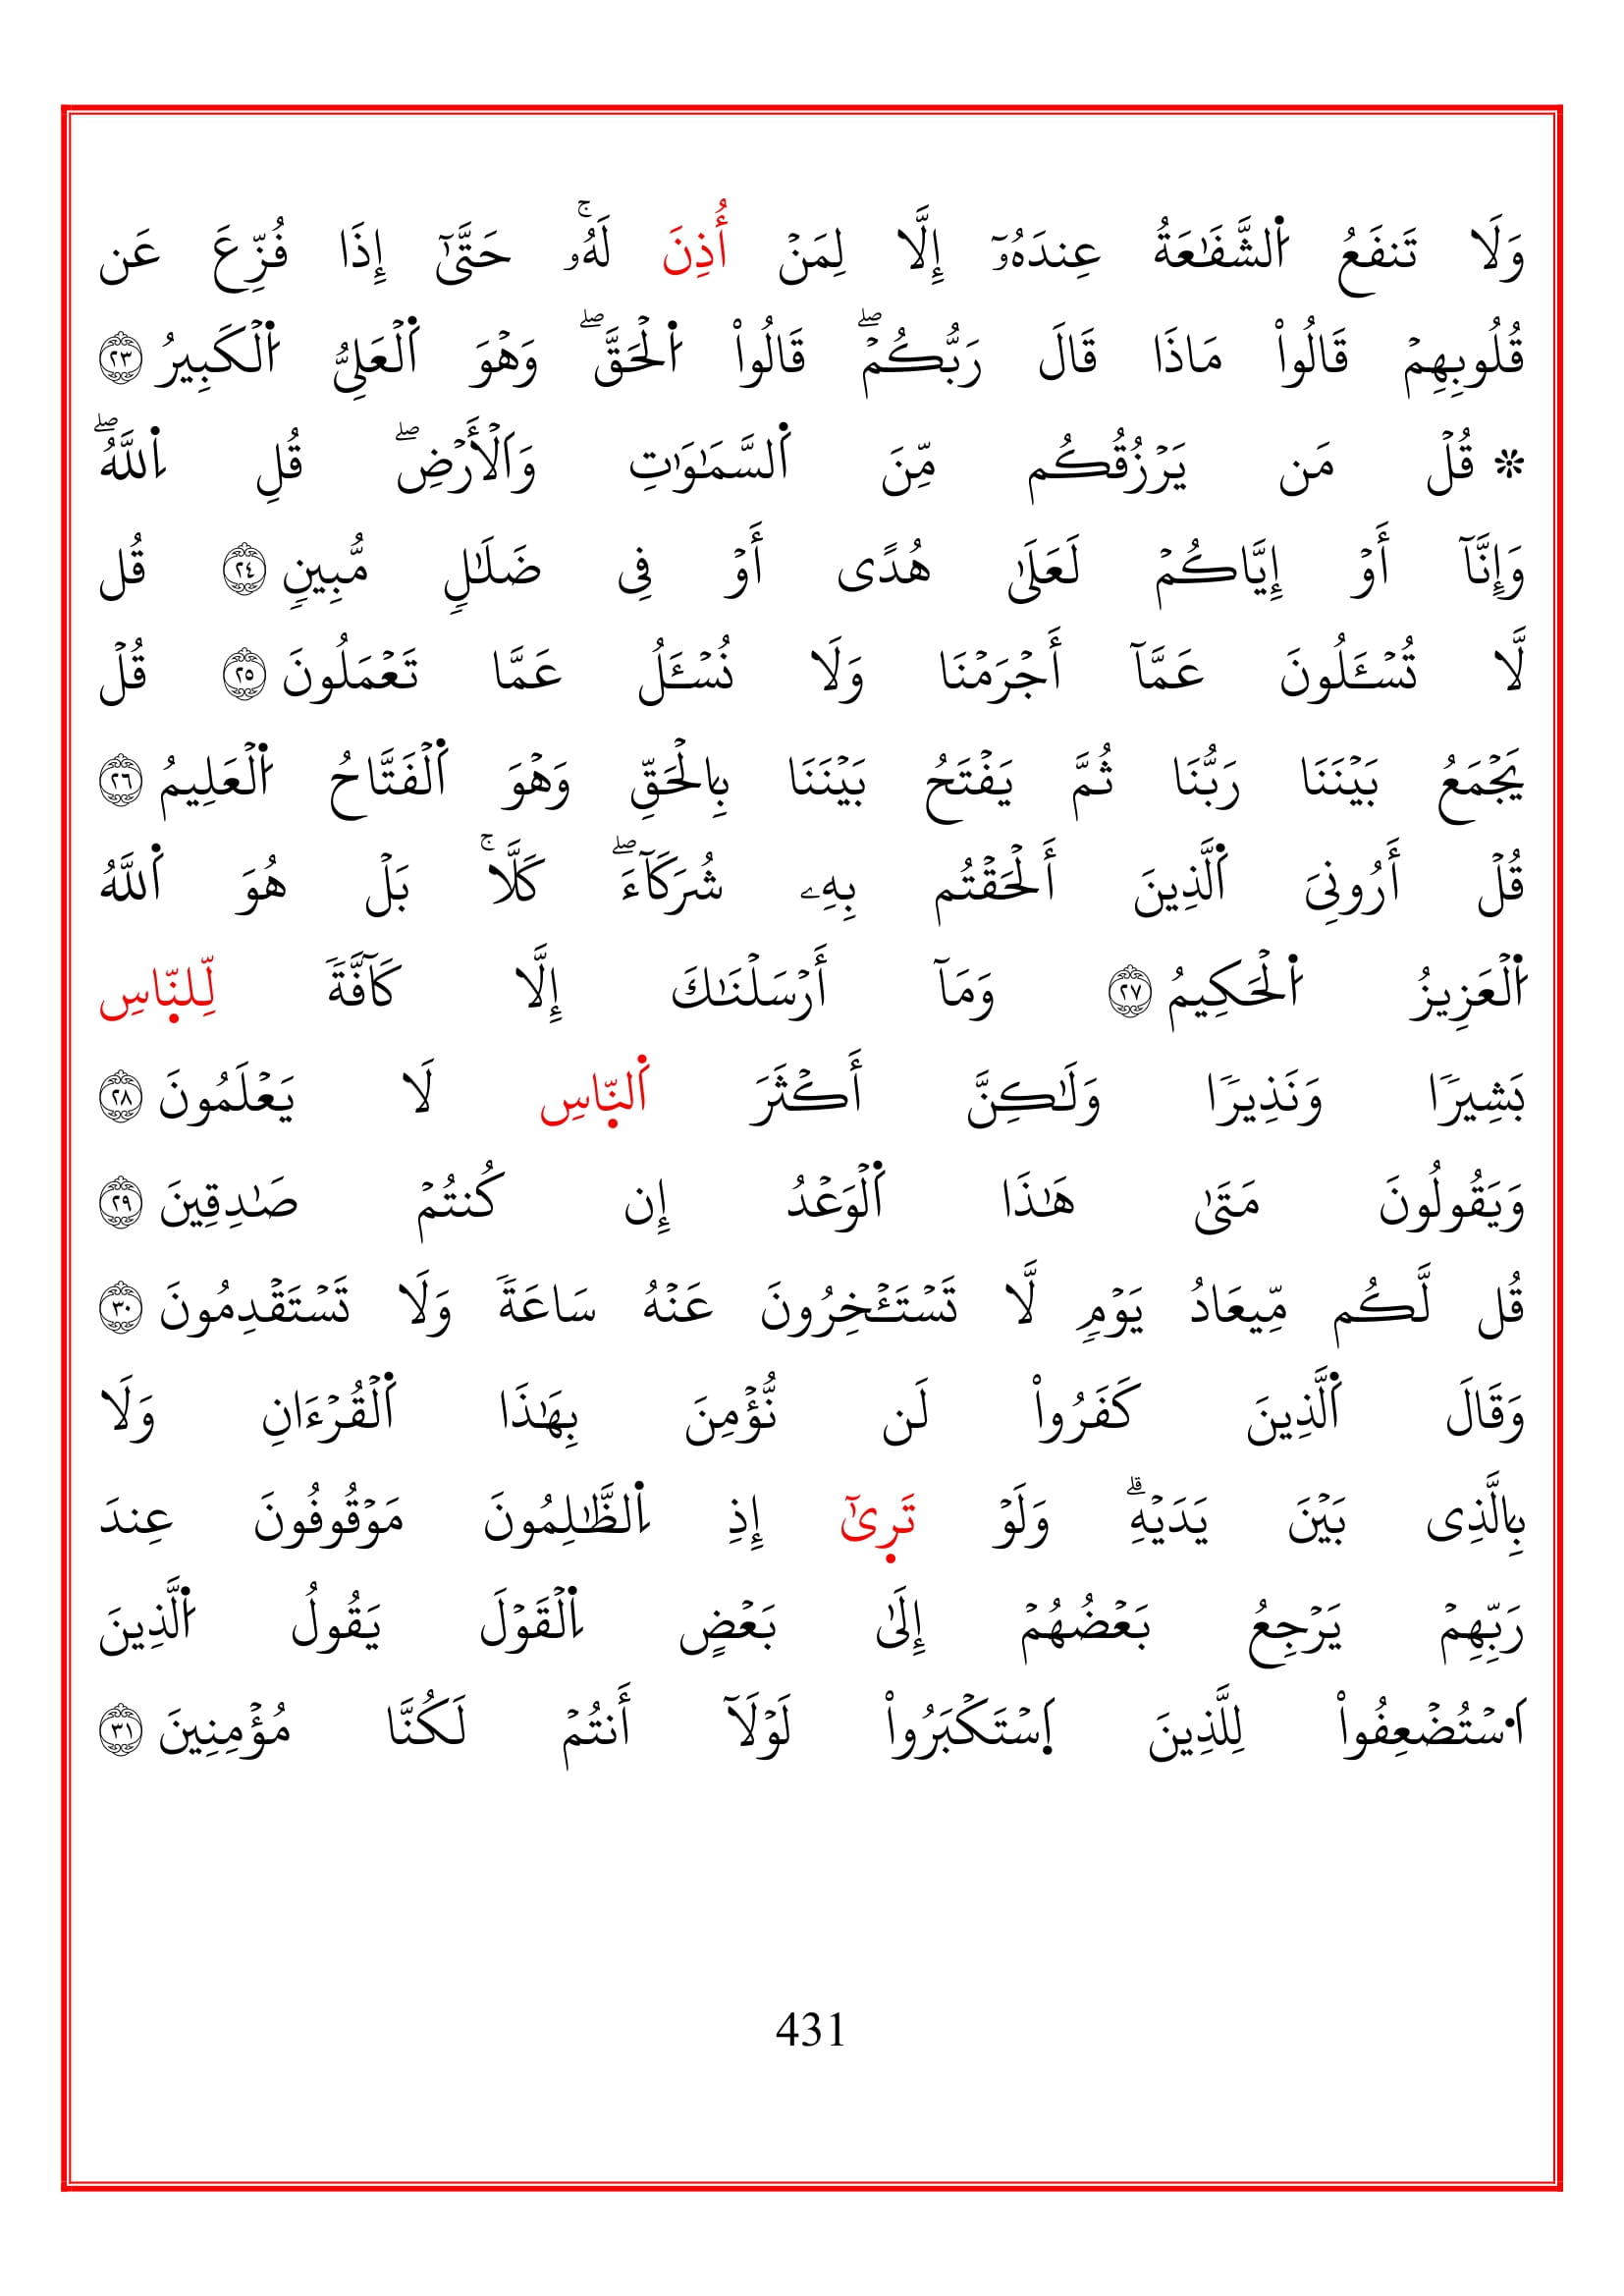 وَلَا تَنفَعُ ٱلشَّفَٰعَةُ عِندَهُۥٓ إِلَّا لِمَنۡ أُذِنَ لَهُۥۚ حَتَّىٰٓ إِذَا فُزِّعَ عَن
قُلُوبِهِمۡ قَالُواْ مَاذَا قَالَ رَبُّكُمۡۖ قَالُواْ ٱلۡحَقَّۖ وَهۡوَ ٱلۡعَلِيُّ ٱلۡكَبِيرُ ٢٣
۞ قُلۡ مَن يَرۡزُقُكُم مِّنَ ٱلسَّمَٰوَٰتِ وَٱلۡأَرۡضِۖ قُلِ ٱللَّهُۖ
وَإِنَّآ أَوۡ إِيَّاكُمۡ لَعَلَىٰ هُدًى أَوۡ فِي ضَلَٰلٖ مُّبِينٖ ٢٤ قُل
لَّا تُسۡـَٔلُونَ عَمَّآ أَجۡرَمۡنَا وَلَا نُسۡـَٔلُ عَمَّا تَعۡمَلُونَ ٢٥ قُلۡ
يَجۡمَعُ بَيۡنَنَا رَبُّنَا ثُمَّ يَفۡتَحُ بَيۡنَنَا بِٱلۡحَقِّ وَهۡوَ ٱلۡفَتَّاحُ ٱلۡعَلِيمُ ٢٦
قُلۡ أَرُونِيَ ٱلَّذِينَ أَلۡحَقۡتُم بِهِۦ شُرَكَآءَۖ كَلَّاۚ بَلۡ هُوَ ٱللَّهُ
ٱلۡعَزِيزُ ٱلۡحَكِيمُ ٢٧ وَمَآ أَرۡسَلۡنَٰكَ إِلَّا كَآفَّةٗ لِّلنّ۪اسِ
بَشِيرٗا وَنَذِيرٗا وَلَٰكِنَّ أَكۡثَرَ ٱلنّ۪اسِ لَا يَعۡلَمُونَ ٢٨
وَيَقُولُونَ مَتَىٰ هَٰذَا ٱلۡوَعۡدُ إِن كُنتُمۡ صَٰدِقِينَ ٢٩
قُل لَّكُم مِّيعَادُ يَوۡمٖ لَّا تَسۡتَـٔۡخِرُونَ عَنۡهُ سَاعَةٗ وَلَا تَسۡتَقۡدِمُونَ ٣٠
وَقَالَ ٱلَّذِينَ كَفَرُواْ لَن نُّؤۡمِنَ بِهَٰذَا ٱلۡقُرۡءَانِ وَلَا
بِٱلَّذِي بَيۡنَ يَدَيۡهِۗ وَلَوۡ تَر۪ىٰٓ إِذِ ٱلظَّٰلِمُونَ مَوۡقُوفُونَ عِندَ
رَبِّهِمۡ يَرۡجِعُ بَعۡضُهُمۡ إِلَىٰ بَعۡضٍ ٱلۡقَوۡلَ يَقُولُ ٱلَّذِينَ
ٱسۡتُضۡعِفُواْ لِلَّذِينَ ٱسۡتَكۡبَرُواْ لَوۡلَآ أَنتُمۡ لَكُنَّا مُؤۡمِنِينَ ٣١
431